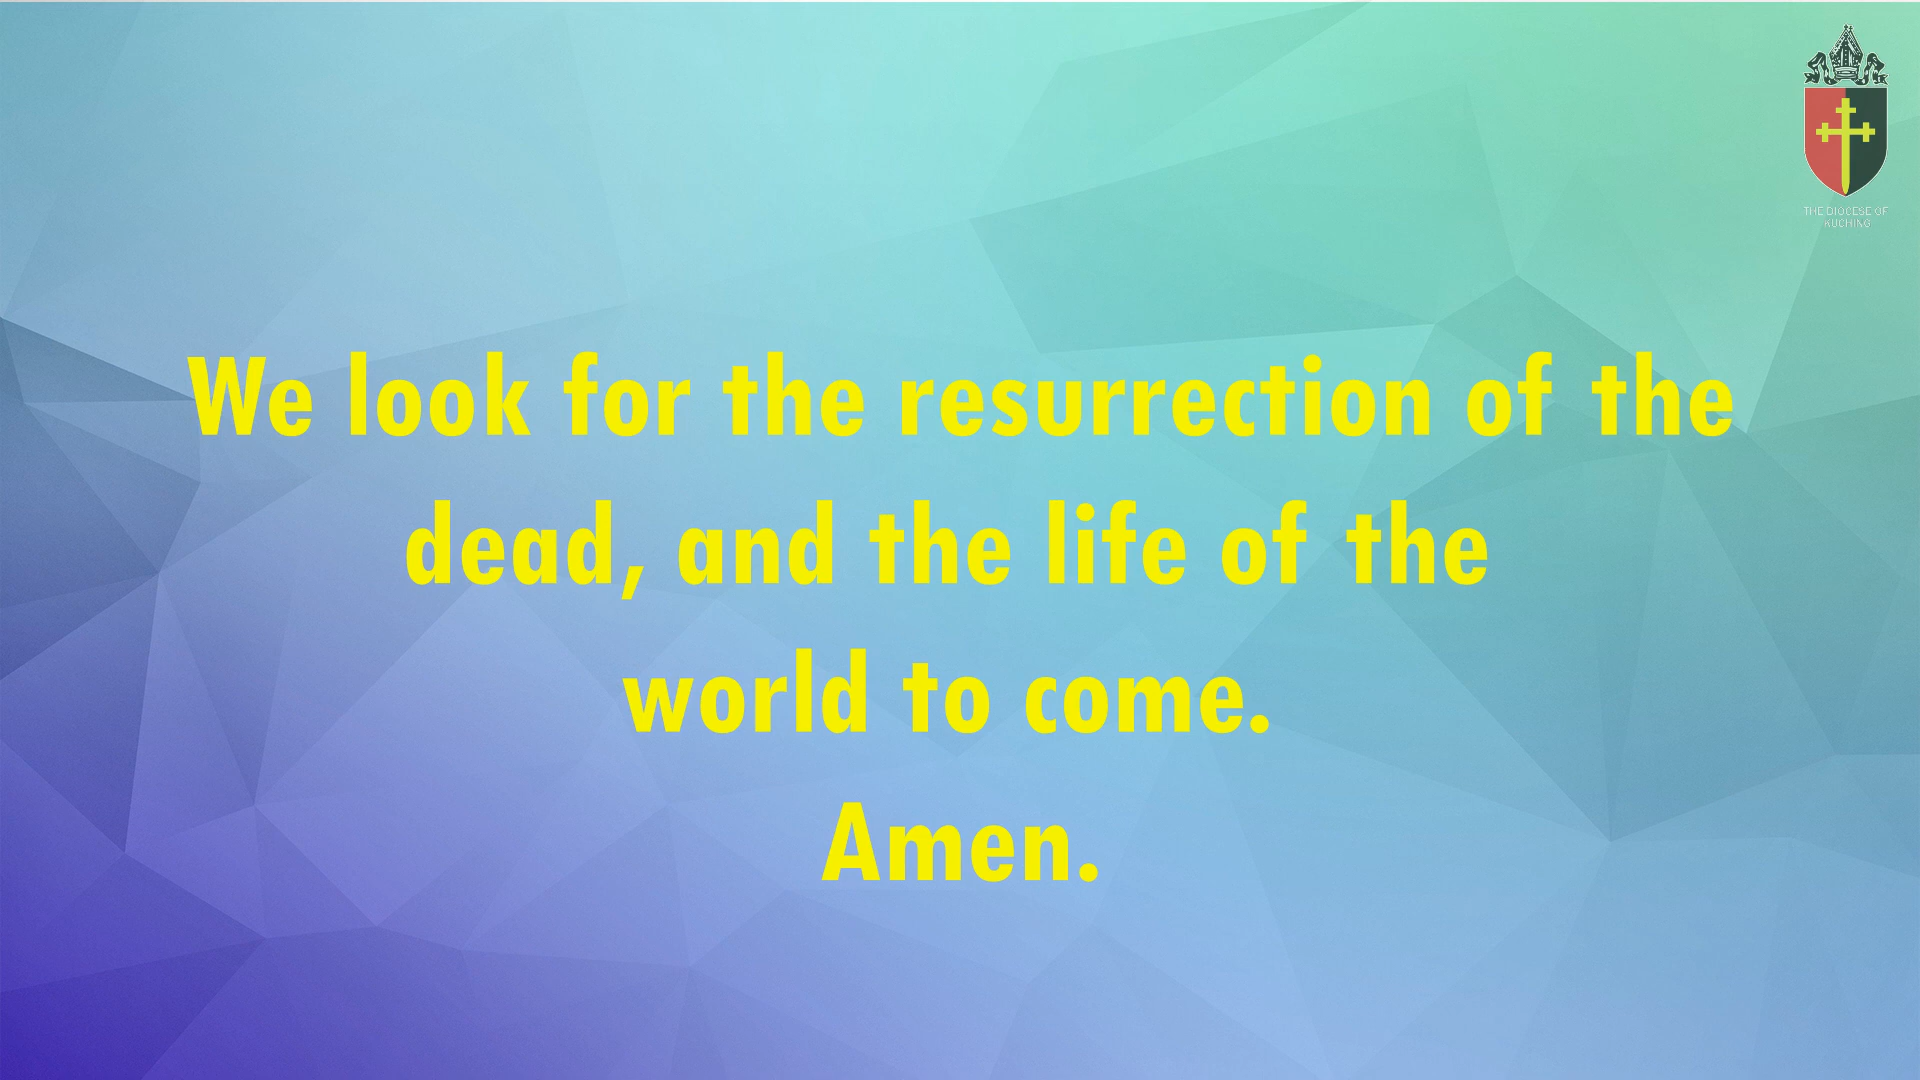 THE DIOCESE OF
KUCHING
We look for the resurrection of the
dead, and the life of the
world to come.
Amen.